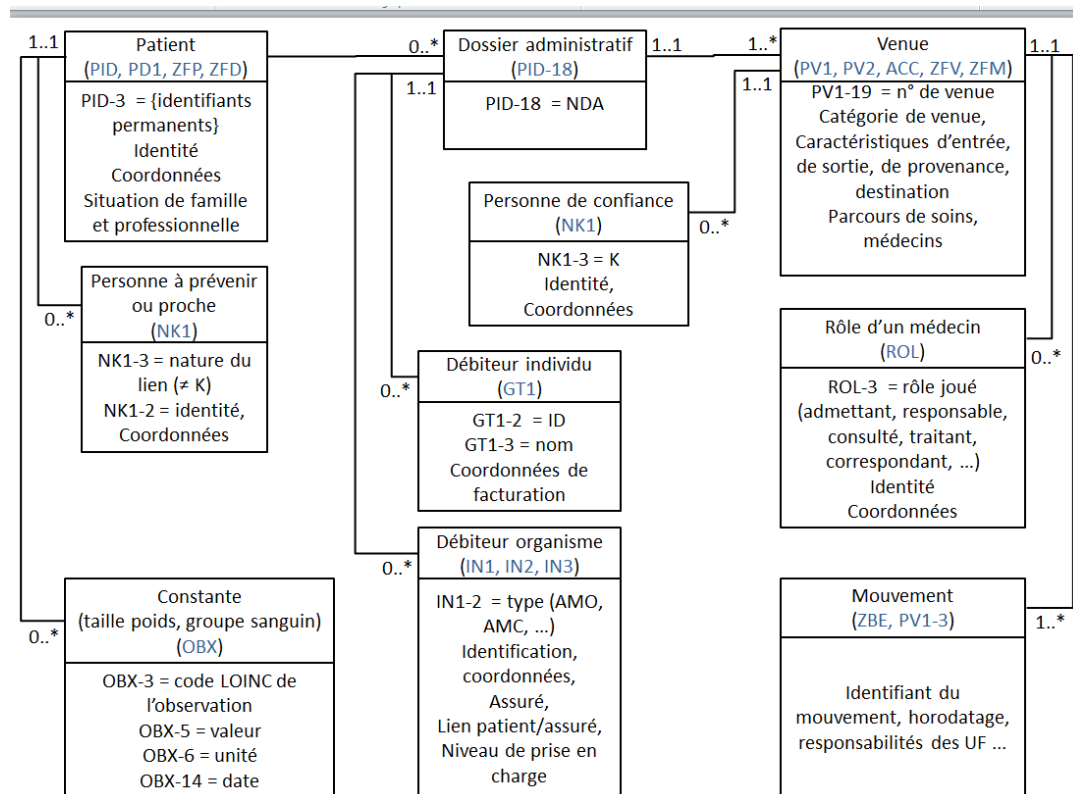 1..1
Patient
(PID, PD1, ZFP, ZFD)
PID-3 = {identifiants
permanents}
Identité
Coordonnées
Situation de famille
et professionnelle
0..*
Dossier administratif
(PID-18)
PID-18 = NDA
1..1
1..1
1..*
Venue
(PV1, PV2, ACC, ZFV, ZFM)
PV1-19 = n° de venue
Catégorie de venue,
Caractéristiques d’entrée,
de sortie, de provenance,
destination
Parcours de soins,
médecins
1..1
1..1
Personne de confiance
(NK1)
NK1-3 = K
Identité,
Coordonnées
0..*
Personne à prévenir
ou proche
(NK1)
NK1-3 = nature du
lien (≠ K)
NK1-2 = identité,
Coordonnées
0..*
Débiteur individu
(GT1)
GT1-2 = ID
GT1-3 = nom
Coordonnées de
facturation
0..*
Rôle d’un médecin
(ROL)
ROL-3 = rôle joué
(admettant, responsable,
consulté, traitant,
correspondant, ...)
Identité
Coordonnées
0..*
Débiteur organisme
(IN1, IN2, IN3)
IN1-2 = type (AMO,
AMC, ...)
Identification,
coordonnées,
Assuré,
Lien patient/assuré,
Niveau de prise en
charge
0..*
Constante
(taille poids, groupe sanguin)
(OBX)
OBX-3 = code LOINC de
l’observation
OBX-5 = valeur
OBX-6 = unité
OBX-14 = date
0..*
Mouvement
(ZBE, PV1-3)
Identifiant du
mouvement, horodatage,
responsabilités des UF ...
1..*